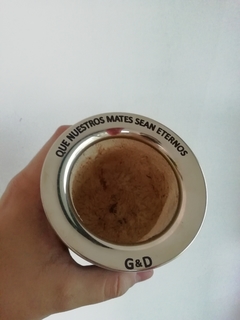 QUE NUESTROS MATES SEAN ETERNOS
G&D